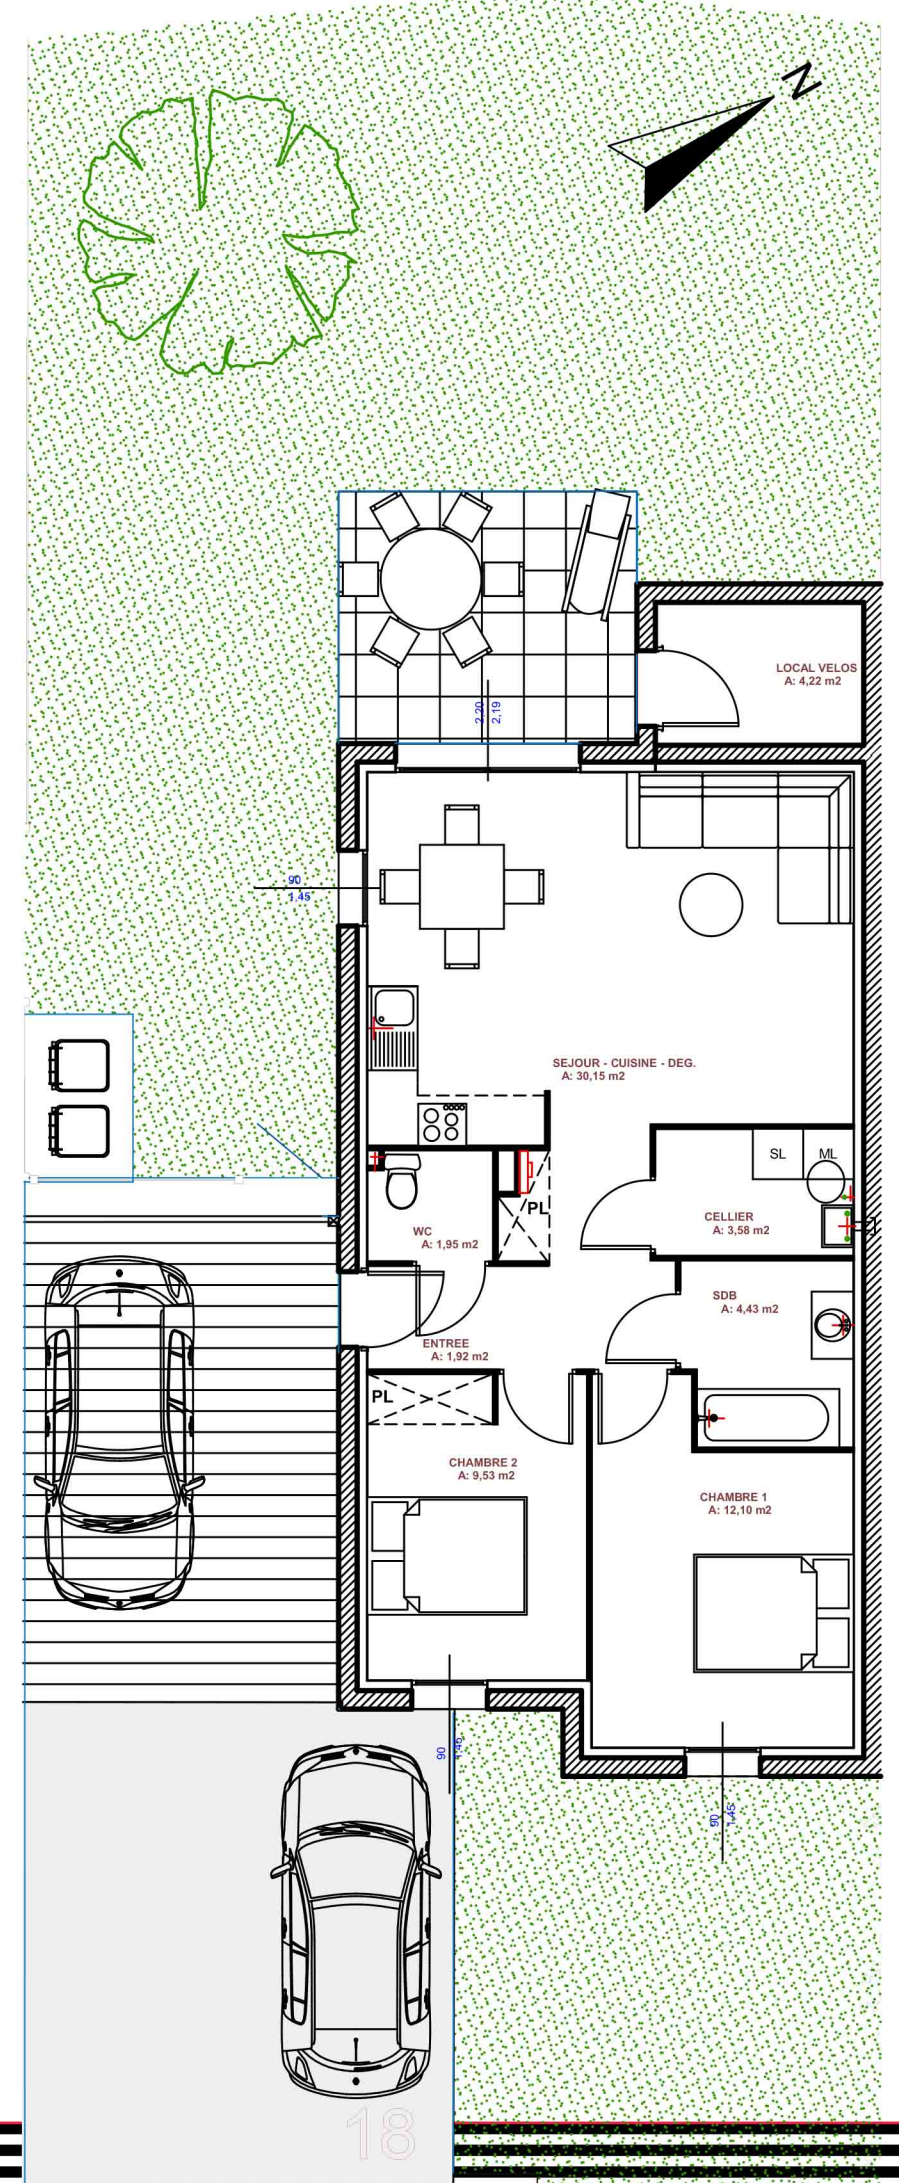 N
LOCAL VELOS
A: 4,22 m2
2,20
2,19
90
1,45
SEJOUR - CUISINE - DEG.
A: 30,15 m2
SL
ML
PL
WC
A: 1,95 m2
CELLIER
A: 3,58 m2
SDB
A: 4,43 m2
ENTREE
A: 1,92 m2
PL
CHAMBRE 2
A: 9,53 m2
CHAMBRE 1
A: 12,10 m2
90
1,45
90
1,45
18